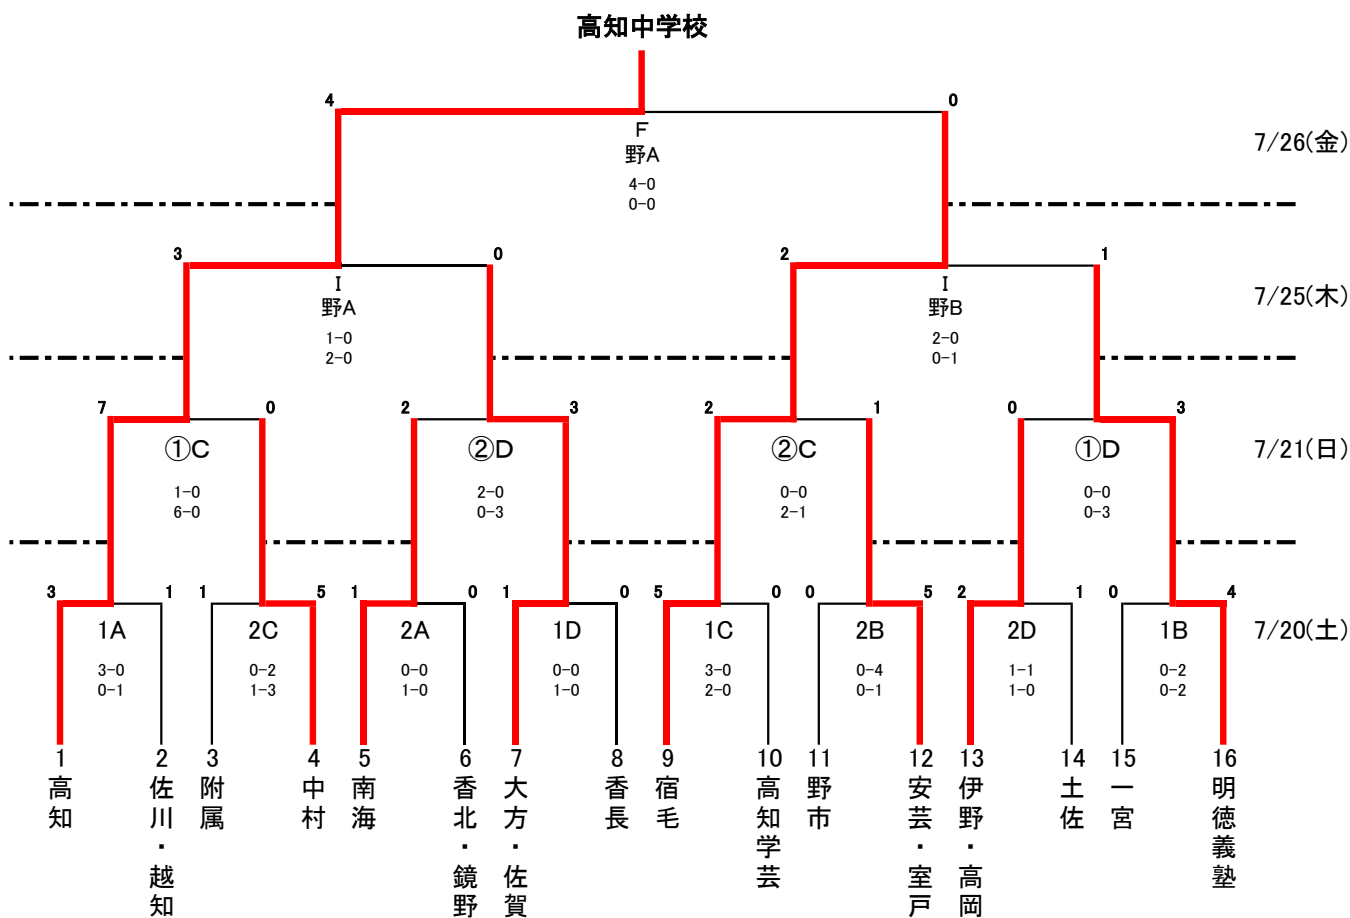 高知中学校
4 0
F
野A
4-0
0-0
7/26(金)
3 0 2 1
I I
野A 野B
1-0 2-0
2-0 0-1
7/25(木)
7 0 2 3 2 1 0 3
①C ②D ②C ①D
1-0 2-0 0-0 0-0
6-0 0-3 2-1 0-3
7/21(日)
3 1 1 5 1 0 1 0 5 0 0 5 2 1 0 4
1A 2C 2A 1D 1C 2B 2D 1B
3-0 0-2 0-0 0-0 3-0 0-4 1-1 0-2
0-1 1-3 1-0 1-0 2-0 0-1 1-0 0-2
7/20(土)
1 2 3 4 5 6 7 8 9 10 11 12 13 14 15 16
高知
佐川・越知
附属
中村
南海
香北・鏡野
大方・佐賀
香長
宿毛
高知学芸
野市
安芸・室戸
伊野・高岡
土佐
一宮
明徳義塾